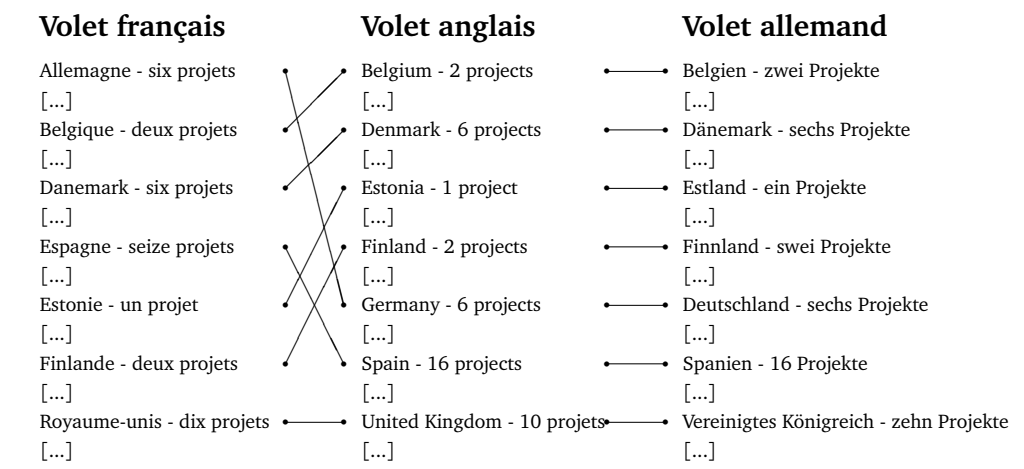 Volet français Volet anglais Volet allemand
Allemagne - six projets Belgium - 2 projects Belgien - zwei Projekte
[...] [...] [...]
Belgique - deux projets Denmark - 6 projects Dänemark - sechs Projekte
[...] [...] [...]
Danemark - six projets Estonia - 1 project Estland - ein Projekte
[...] [...] [...]
Espagne - seize projets Finland - 2 projects Finnland - swei Projekte
[...] [...] [...]
Estonie - un projet Germany - 6 projects Deutschland - sechs Projekte
[...] [...] [...]
Finlande - deux projets Spain - 16 projects Spanien - 16 Projekte
[...] [...] [...]
Royaume-unis - dix projets United Kingdom - 10 projets Vereinigtes Königreich - zehn Projekte
[...] [...] [...]